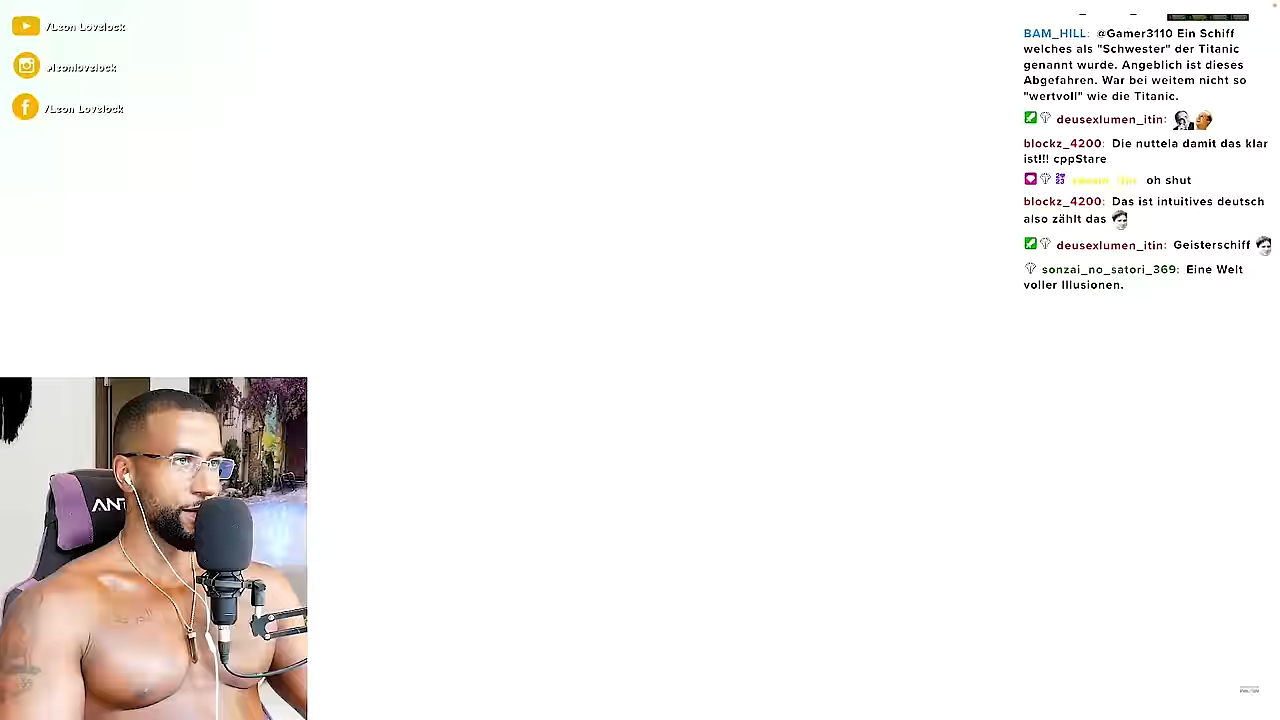 /Leon Lovelock
#leonlovelock
/Leon Lovelock
BAM_HILL: @Gamer3110 Ein Schiff
welches als "Schwester" der Titanic
genannt wurde. Angeblich ist dieses
Abgefahren. War bei weitem nicht so
"wertvoll" wie die Titanic.
deusexlumen_itin:
blockz_4200: Die nuttela damit das klar
ist!!! cppStare
oh shut
blockz_4200: Das ist intuitives deutsch
also zählt das
deusexlumen_itin: Geisterschiff
sonzai_no_satori_369: Eine Welt
voller Illusionen.
AN